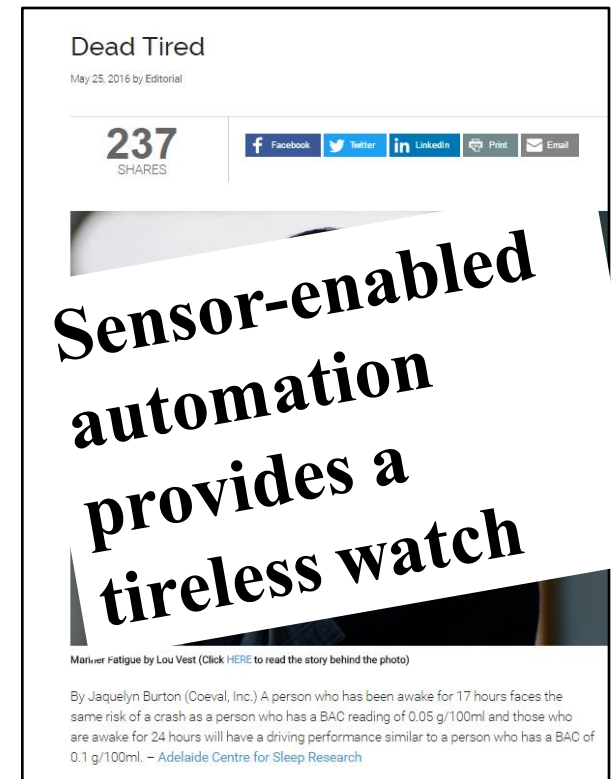 Dead Tired
May 25, 2016 by Editorial
237
SHARES
Facebook Twitter LinkedIn Print Email
Sensor-enabled
automation
provides a
tireless watch
Mariner Fatigue by Lou Vest (Click HERE to read the story behind the photo)
By Jaquelyn Burton (Coeval, Inc.) A person who has been awake for 17 hours faces the
same risk of a crash as a person who has a BAC reading of 0.05 g/100ml and those who
are awake for 24 hours will have a driving performance similar to a person who has a BAC of
0.1 g/100ml. – Adelaide Centre for Sleep Research